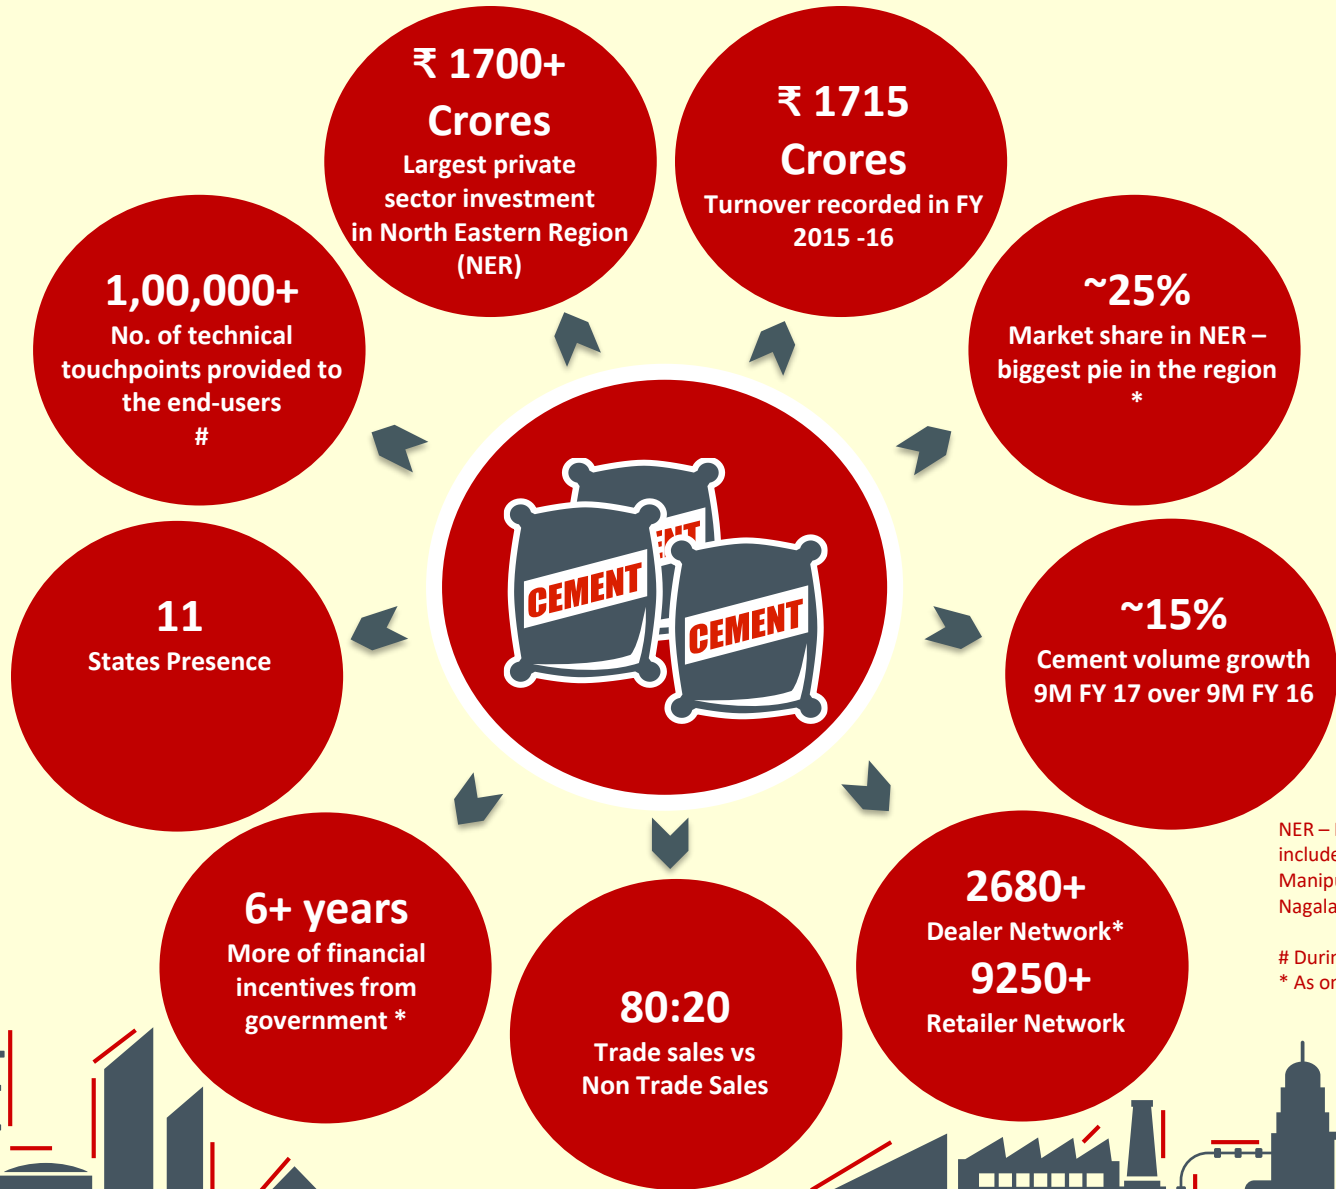 ₹ 1700+
Crores
Largest private
sector investment
in North Eastern Region
(NER)
₹ 1715
Crores
Turnover recorded in FY
2015 -16
1,00,000+
No. of technical
touchpoints provided to
the end-users
#
~25%
Market share in NER –
biggest pie in the region
*
CEMENT
CEMENT
11
States Presence
~15%
Cement volume growth
9M FY 17 over 9M FY 16
6+ years
More of financial
incentives from
government *
80:20
Trade sales vs
Non Trade Sales
2680+
Dealer Network*
9250+
Retailer Network
NER –
# 
* As